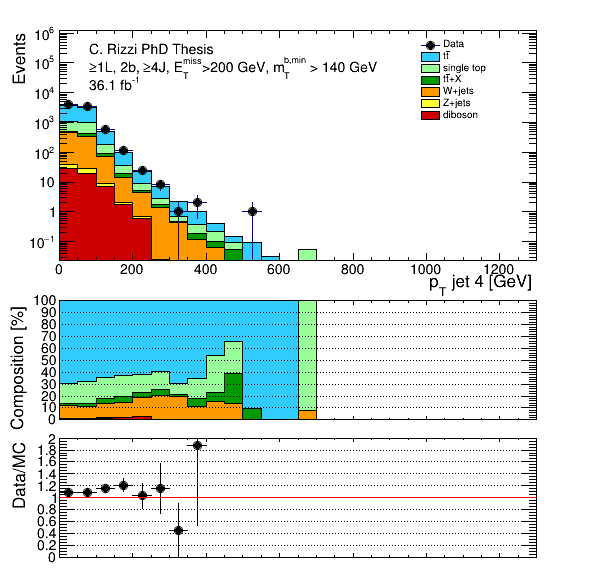 Events
10⁶
10⁴
10³
10²
10
1
10⁻¹
C. Rizzi PhD Thesis
≥1L, 2b, ≥4J, E_T^miss>200 GeV, m_T^b,min > 140 GeV
36.1 fb⁻¹
Data
tt̄
single top
tt̄+X
W+jets
Z+jets
diboson
0 200 400 600 800 1000 1200
p_T jet 4 [GeV]
Composition [%]
100
90
80
70
60
50
40
30
20
10
0
Data/MC
2
1.8
1.6
1.4
1.2
1
0.8
0.6
0.4
0.2
0